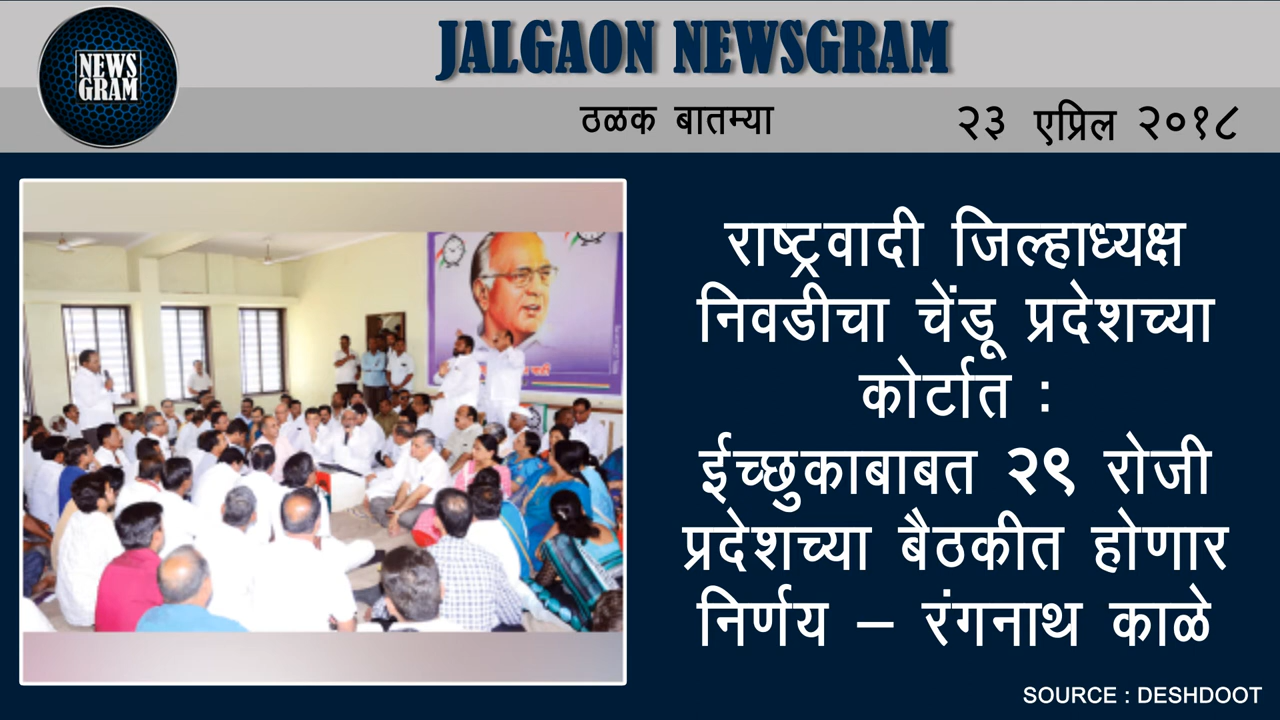 NEWS
GRAM
JALGAON NEWSGRAM
ठळक बातम्या
२३ एप्रिल २०१८
राष्ट्रवादी जिल्हाध्यक्ष
निवडीचा चेंडू प्रदेशच्या
कोर्टात :
ईच्छुकाबाबत २९ रोजी
प्रदेशच्या बैठकीत होणार
निर्णय – रंगनाथ काळे
SOURCE : DESHDOOT